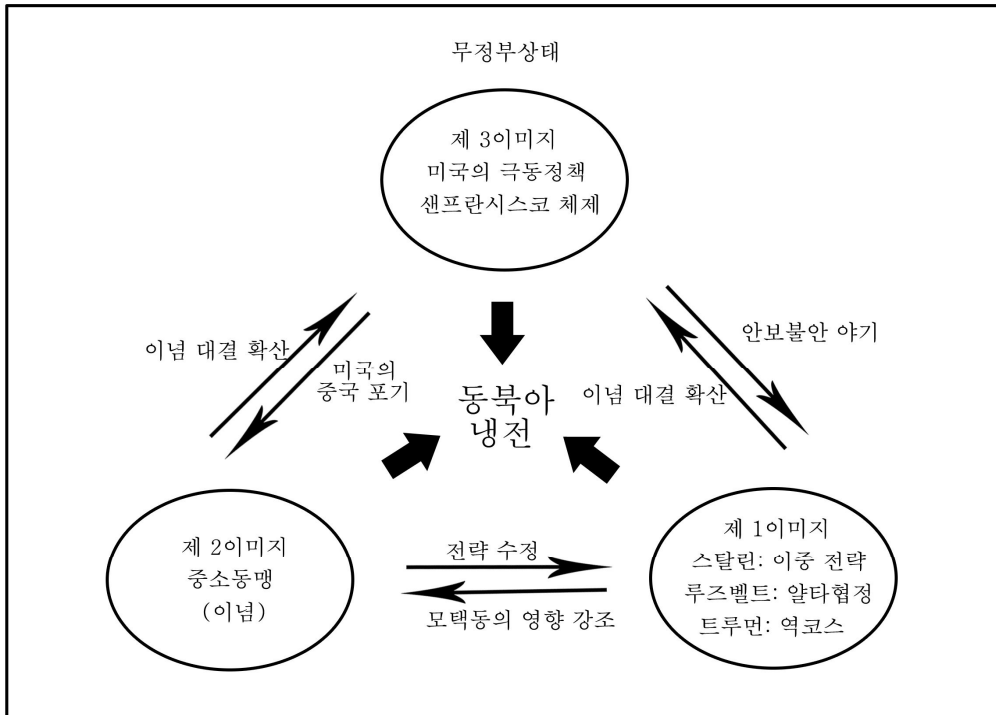 무정부상태
제 3이미지
미국의 극동정책
샌프란시스코 체제
이념 대결 확산
미국의
중국 포기
안보불안 야기
이념 대결 확산
동북아
냉전
제 2이미지
중소동맹
(이념)
전략 수정
모택동의 영향 강조
제 1이미지
스탈린: 이중 전략
루즈벨트: 얄타협정
트루먼: 역코스